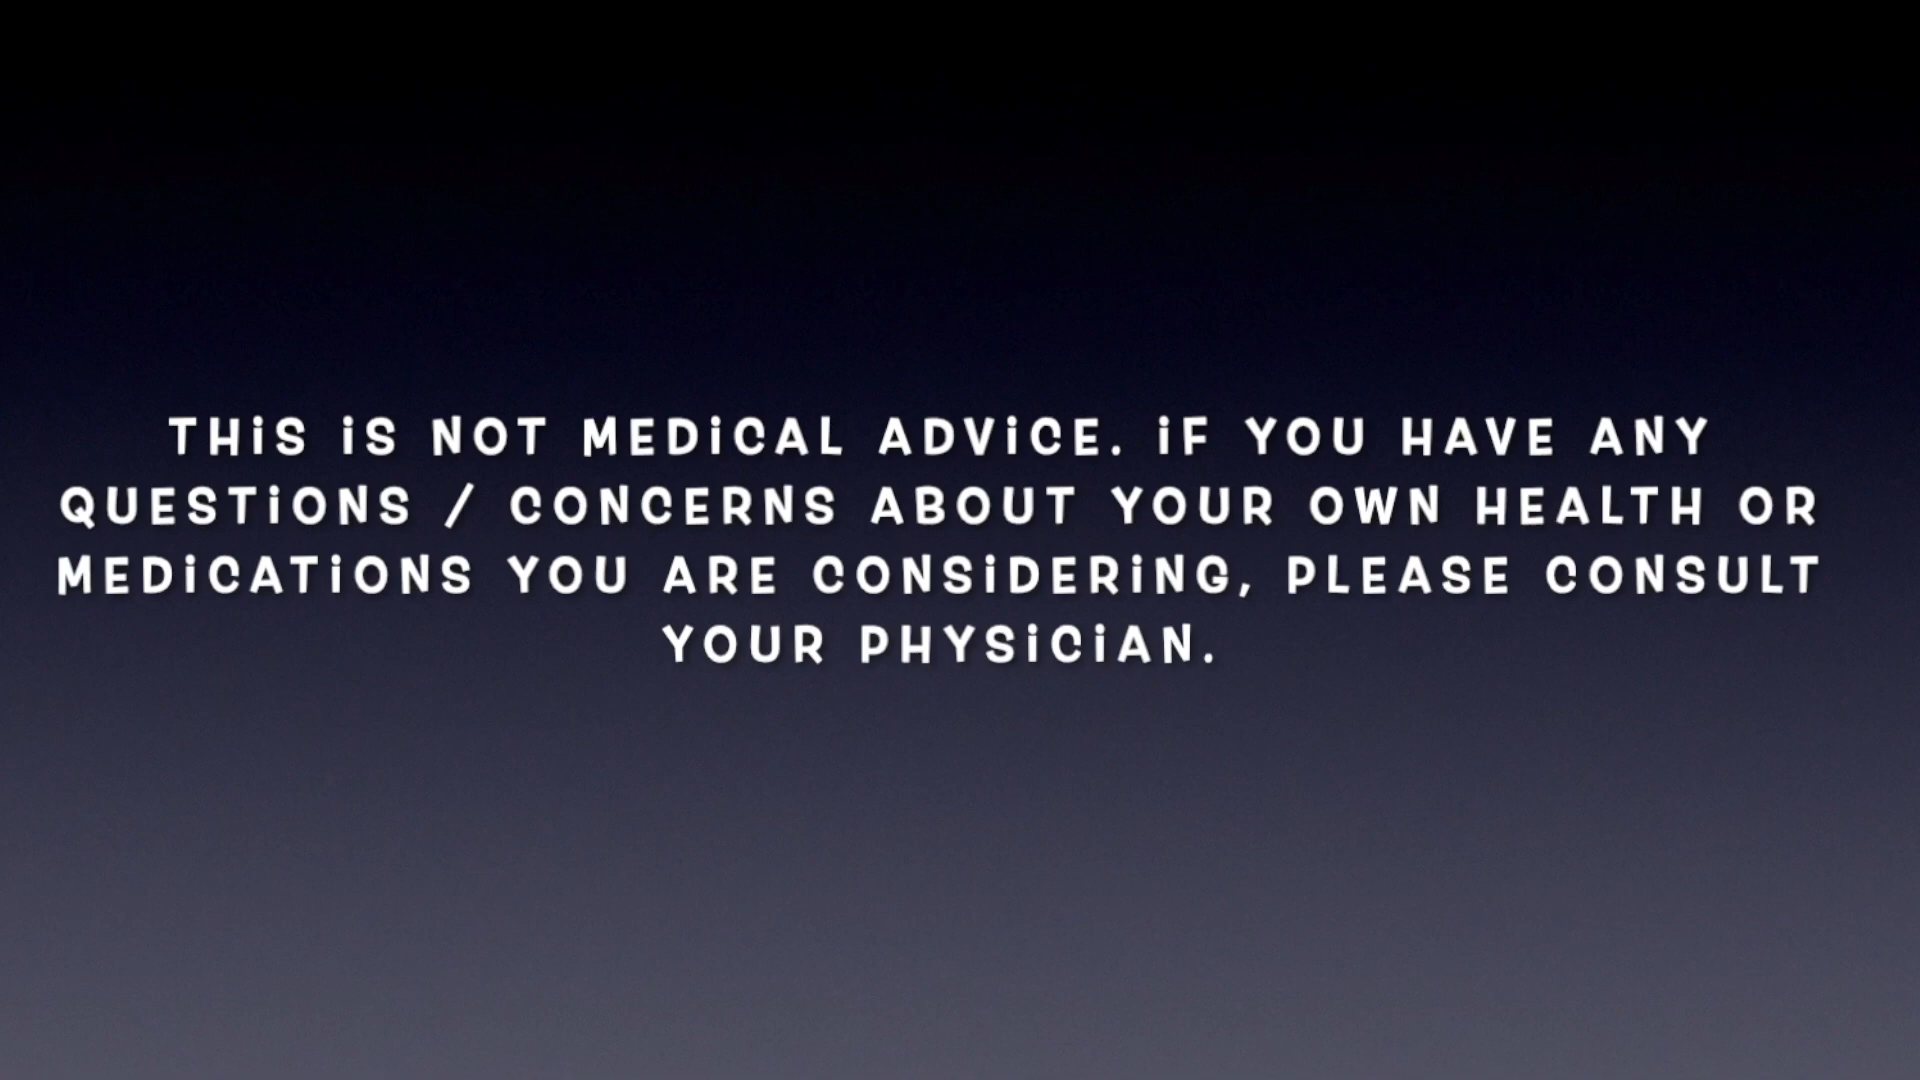 THiS iS NOT MEDiCAL ADViCE. iF YOU HAVE ANY
QUESTiONS / CONCERNS ABOUT YOUR OWN HEALTH OR
MEDiCATiONS YOU ARE CONSiDERiNG, PLEASE CONSULT
YOUR PHYSiCiAN.